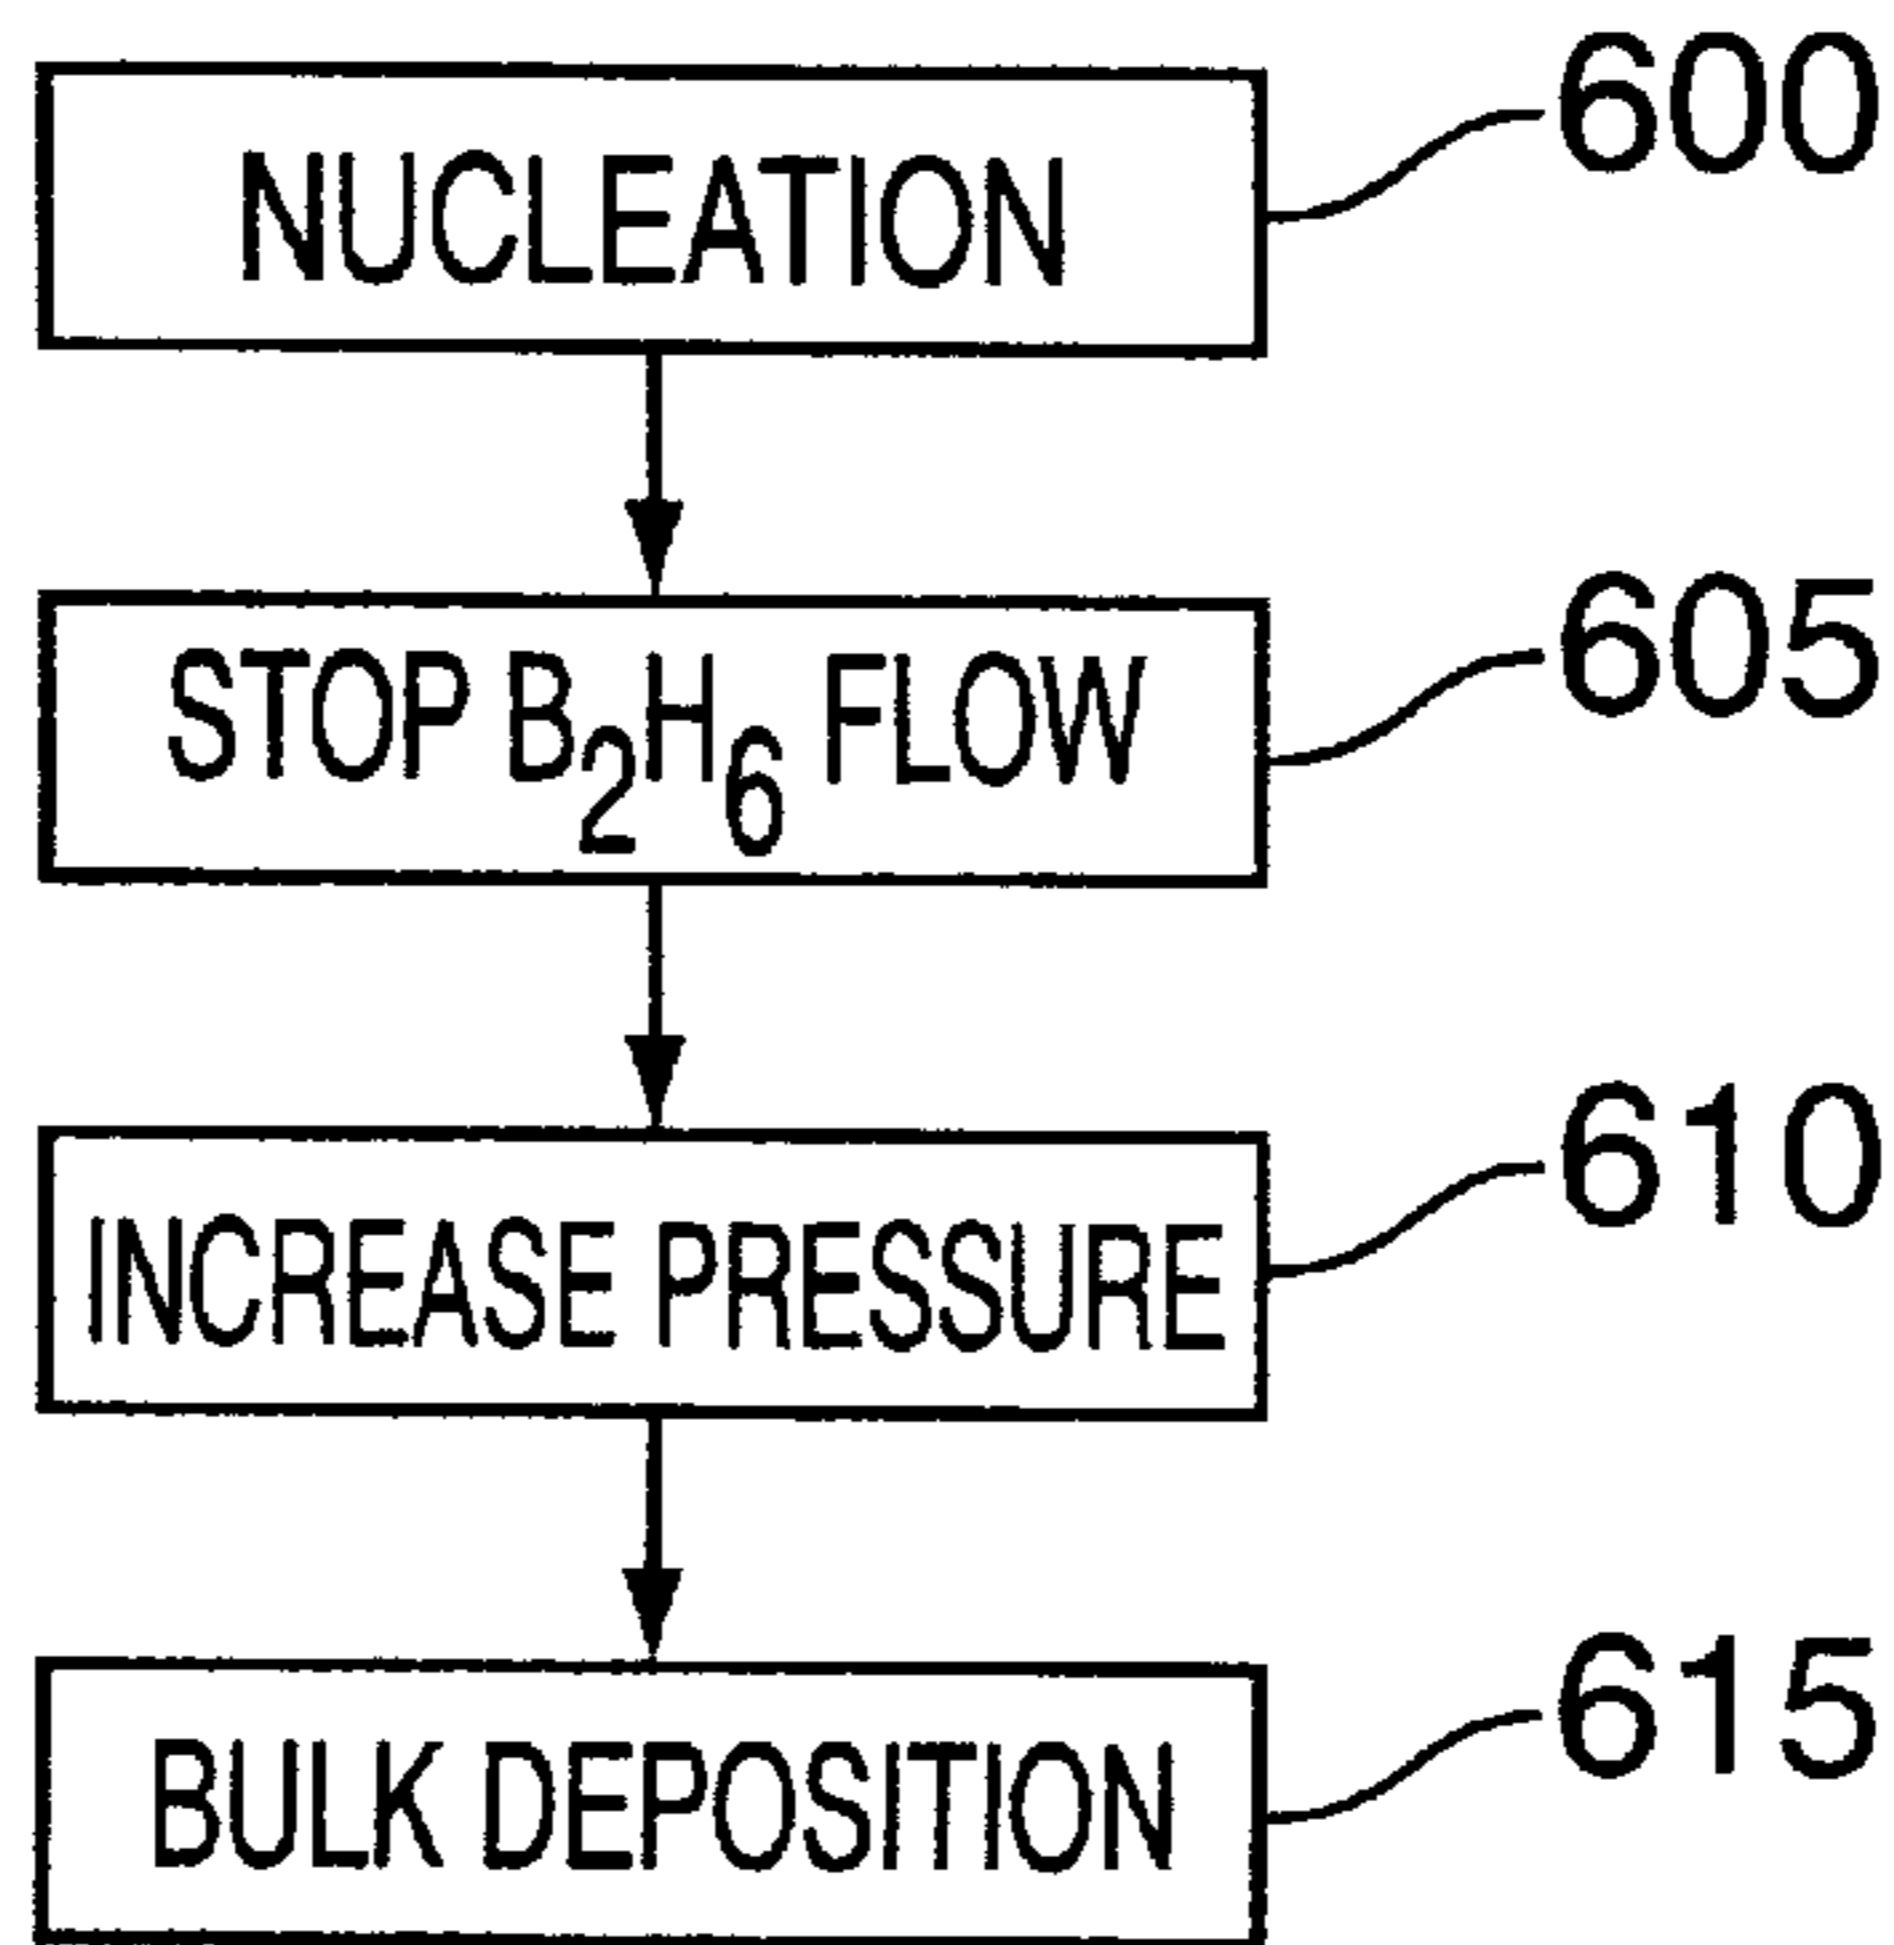 NUCLEATION
600
STOP B2H6 FLOW
605
INCREASE PRESSURE
610
BULK DEPOSITION
615